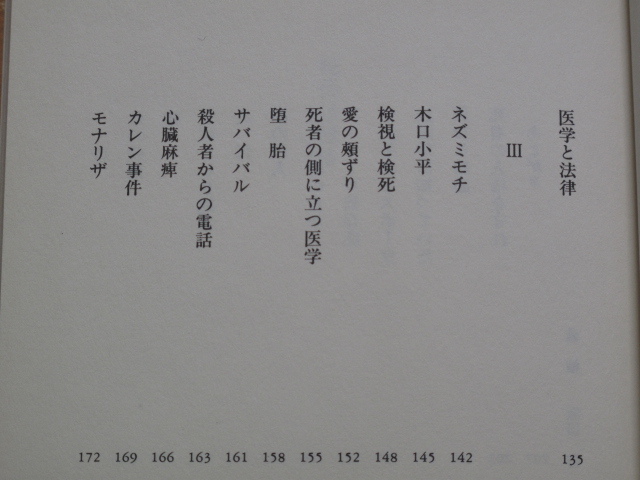 医学と法律 135
III
ネズミモチ 142
木口小平 145
検視と検死 148
愛の頬ずり 152
死者の側に立つ医学 155
堕胎 158
サバイバル 161
殺人者からの電話 163
心臓麻痺 166
カレン事件 169
モナリザ 172